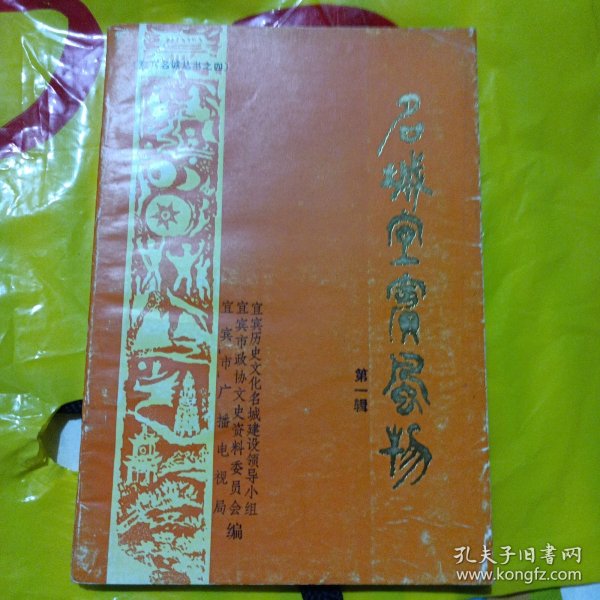 名城宜宾风物
第一辑
宜宾历史文化名城建设领导小组
宜宾市政协文史资料委员会
宜宾市广播电视局
编
名城丛书之四)
孔夫子旧书网
www.kongfz.com